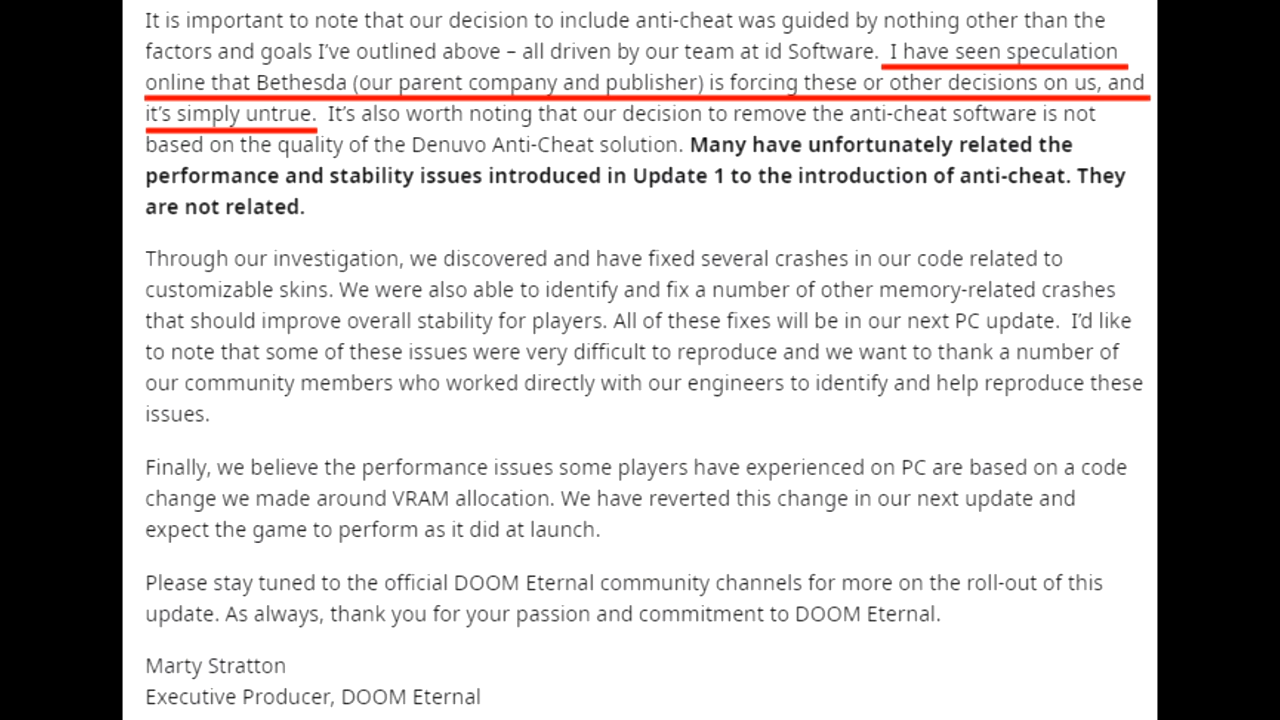 It is important to note that our decision to include anti-cheat was guided by nothing other than the
factors and goals I've outlined above – all driven by our team at id Software.  I have seen speculation
online that Bethesda (our parent company and publisher) is forcing these or other decisions on us, and
it's simply untrue.  It's also worth noting that our decision to remove the anti-cheat software is not
based on the quality of the Denuvo Anti-Cheat solution. Many have unfortunately related the
performance and stability issues introduced in Update 1 to the introduction of anti-cheat. They
are not related.
Through our investigation, we discovered and have fixed several crashes in our code related to
customizable skins. We were also able to identify and fix a number of other memory-related crashes
that should improve overall stability for players. All of these fixes will be in our next PC update.  I'd like
to note that some of these issues were very difficult to reproduce and we want to thank a number of
our community members who worked directly with our engineers to identify and help reproduce these
issues.
Finally, we believe the performance issues some players have experienced on PC are based on a code
change we made around VRAM allocation. We have reverted this change in our next update and
expect the game to perform as it did at launch.
Please stay tuned to the official DOOM Eternal community channels for more on the roll-out of this
update. As always, thank you for your passion and commitment to DOOM Eternal.
Marty Stratton
Executive Producer, DOOM Eternal